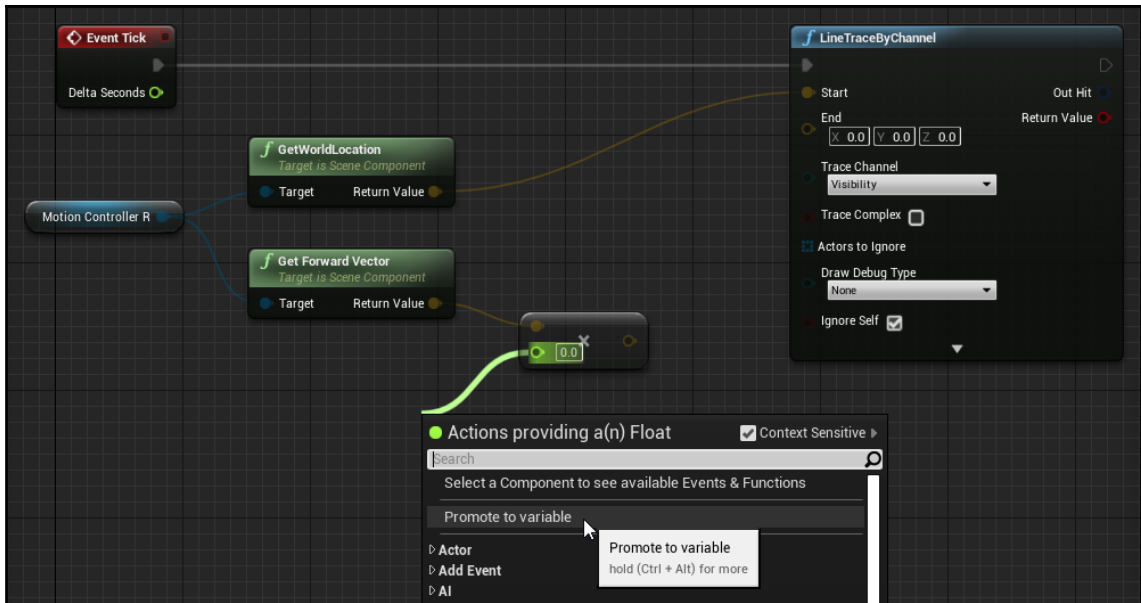 Event Tick
Delta Seconds
LineTraceByChannel
Start
Out Hit
End
Return Value
X 0.0 Y 0.0 Z 0.0
Trace Channel
Visibility
Trace Complex
Actors to Ignore
Draw Debug Type
None
Ignore Self
f GetWorldLocation
Target is Scene Component
Target Return Value
Motion Controller R
f Get Forward Vector
Target is Scene Component
Target Return Value
0.0
Actions providing a(n) Float
Context Sensitive
Search
Select a Component to see available Events & Functions
Promote to variable
Actor
Add Event
AI
Promote to variable
hold (Ctrl + Alt) for more